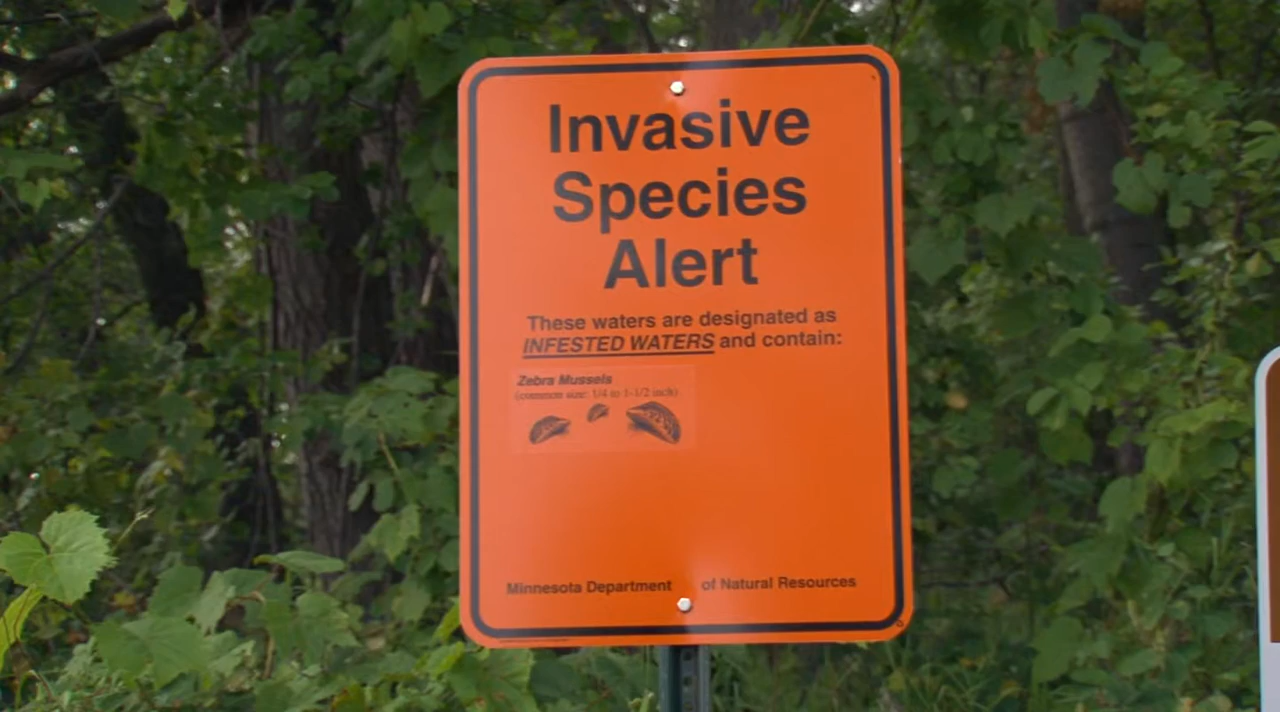 Invasive
Species
Alert
These waters are designated as
INFESTED WATERS and contain:
Zebra Mussels
(common size: 1/4 to 1-1/2 inch)
Minnesota Department of Natural Resources